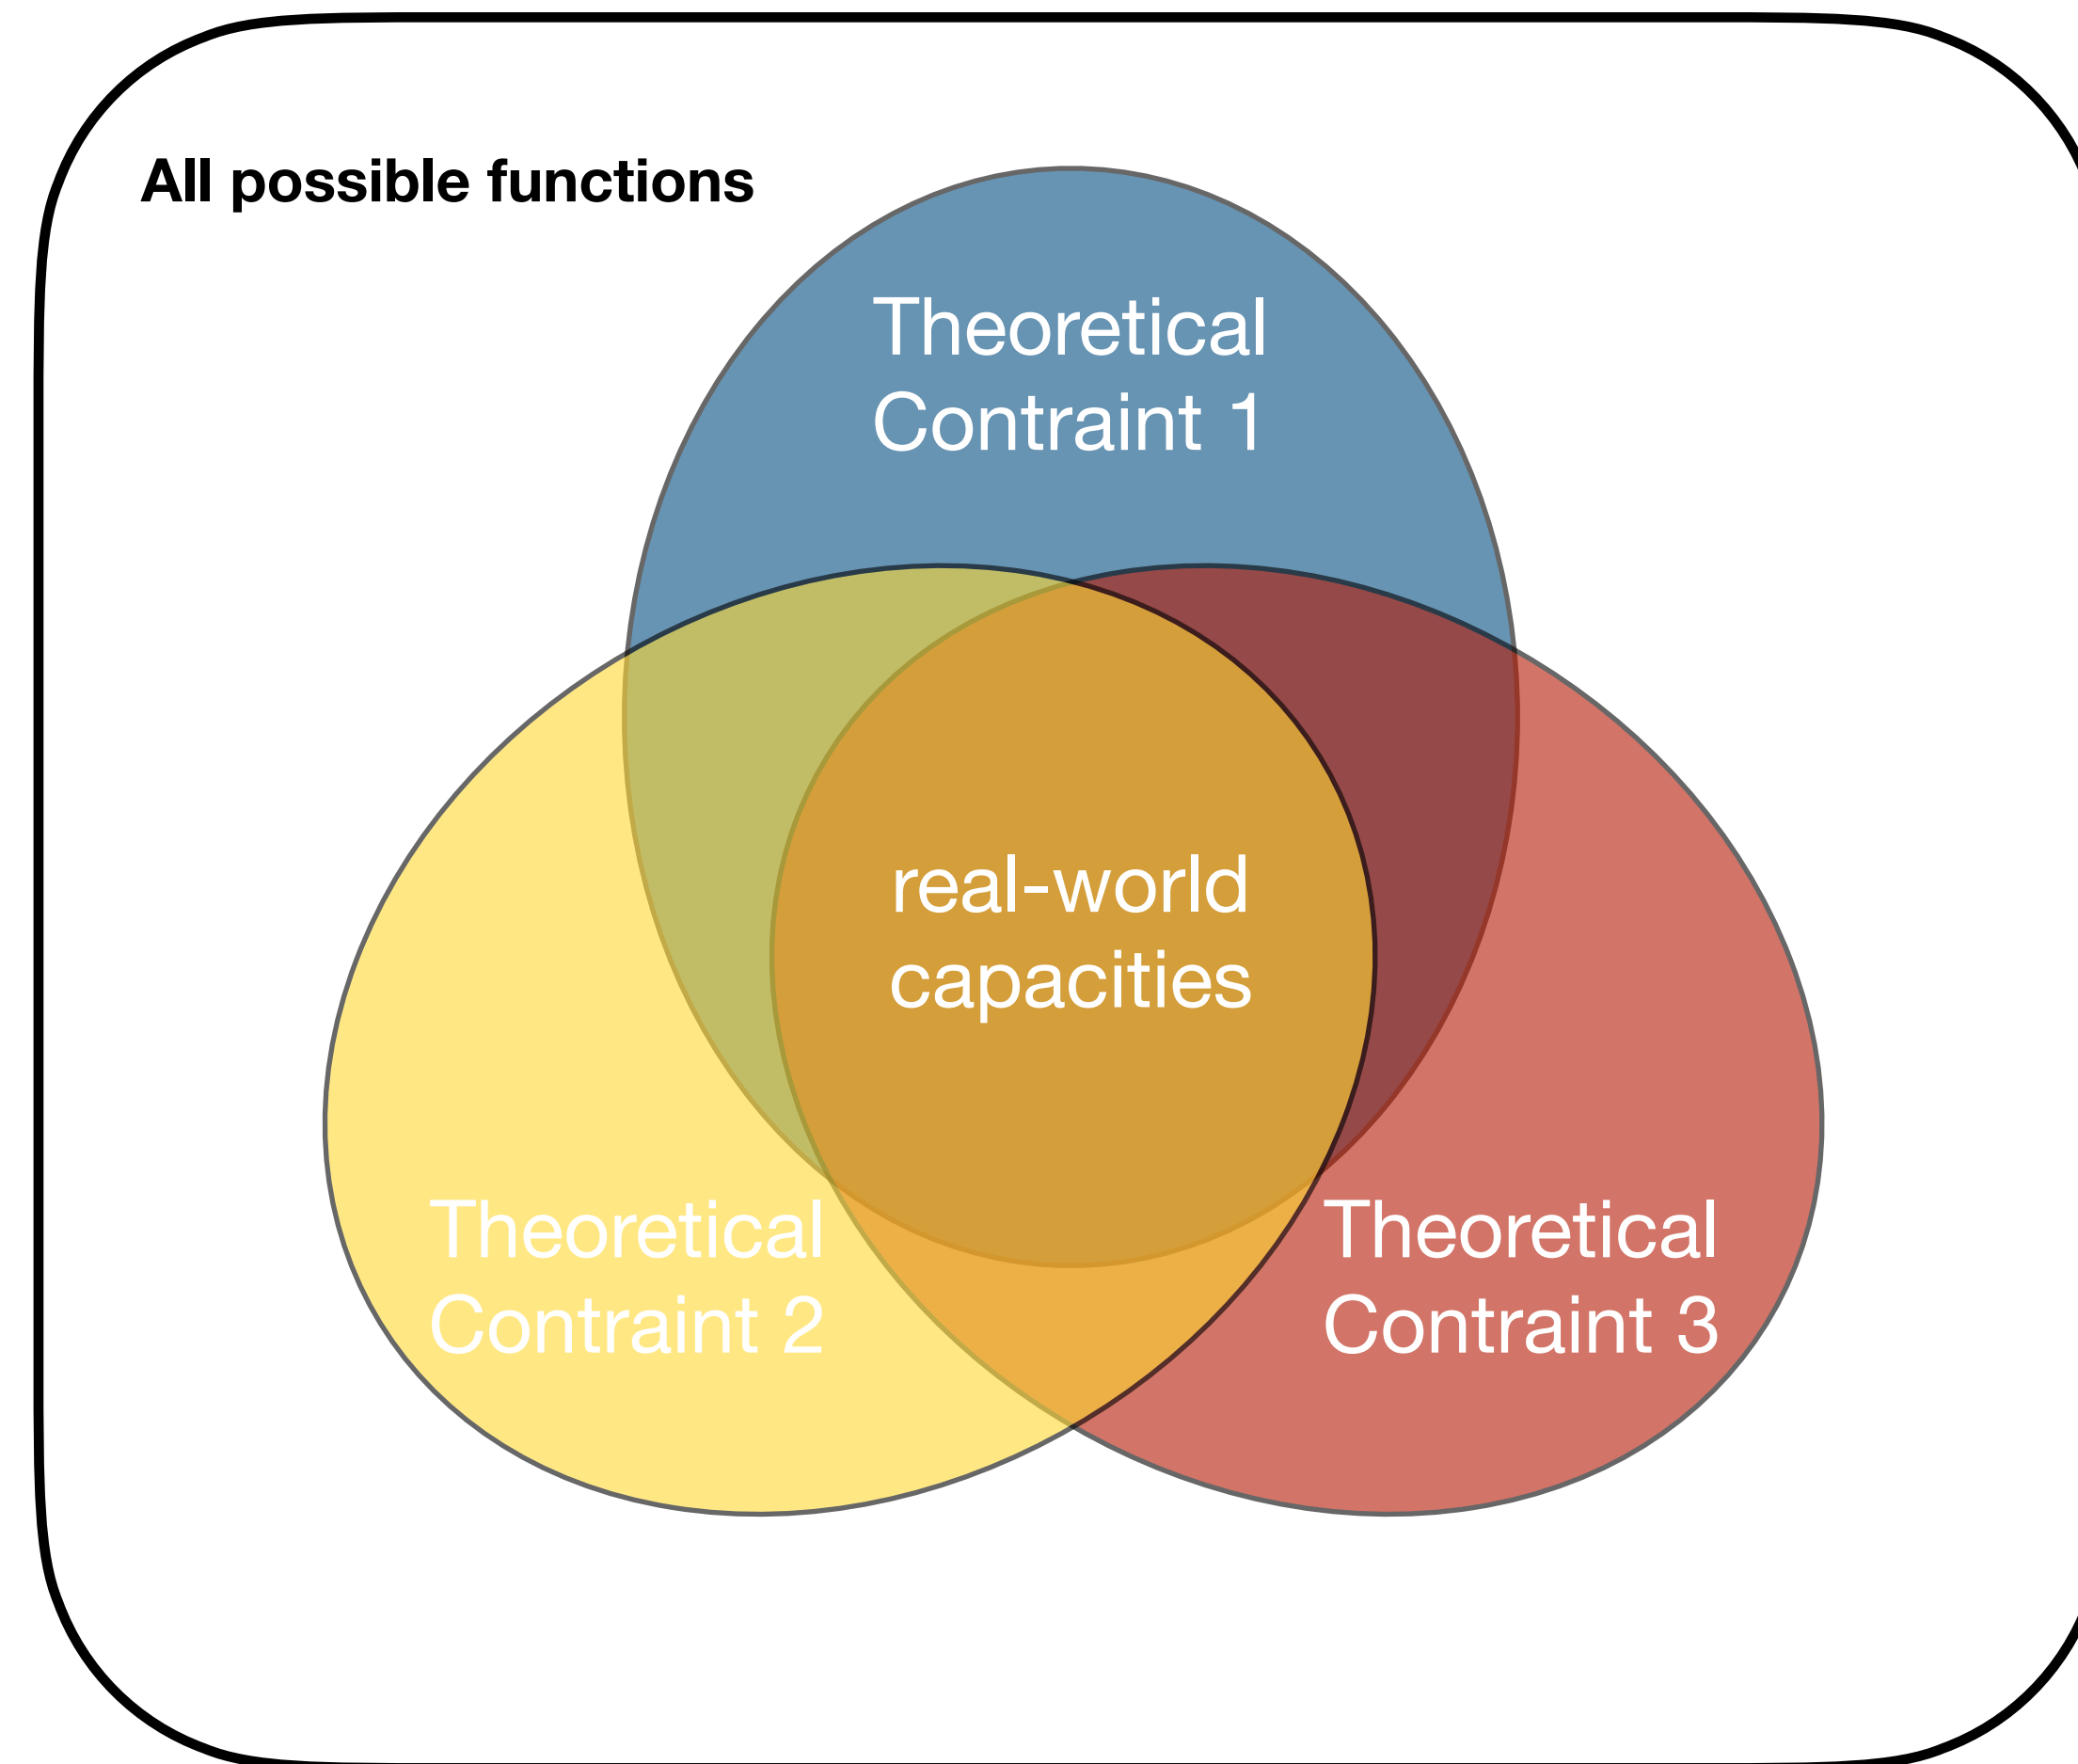 All possible functions
Theoretical
Contraint 1
real-world
capacities
Theoretical
Contraint 2
Theoretical
Contraint 3